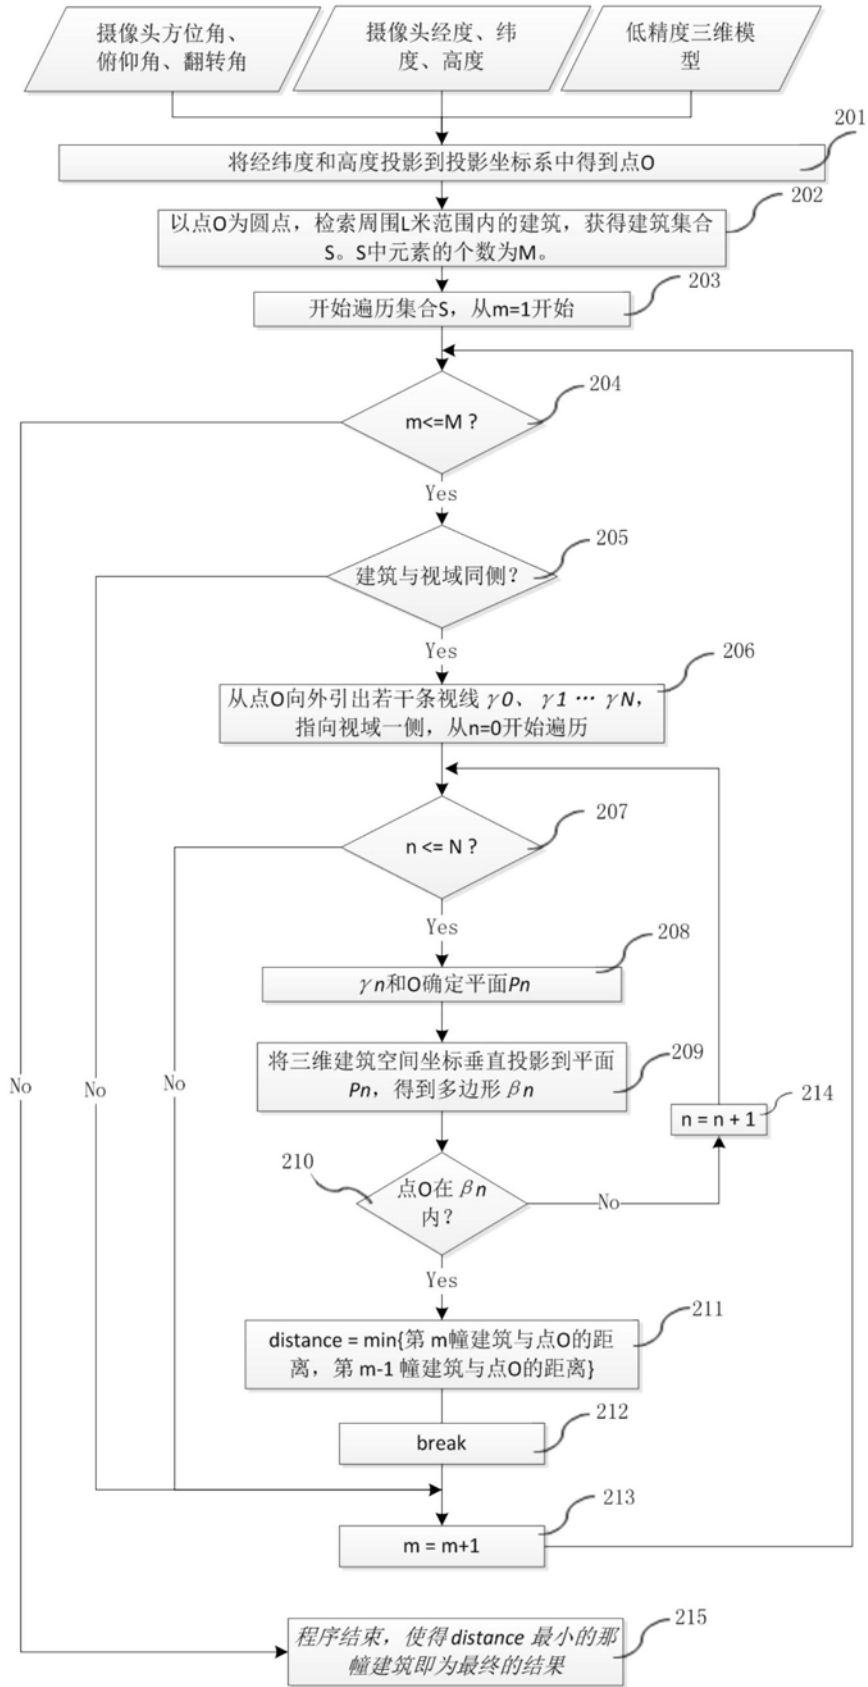 摄像头方位角、
俯仰角、翻转角
摄像头经度、纬
度、高度
低精度三维模
型
201
将经纬度和高度投影到投影坐标系中得到点O
202
以点O为圆点，检索周围L米范围内的建筑，获得建筑集合
S。S中元素的个数为M。
203
开始遍历集合S，从m=1开始
204
m<=M ?
Yes
205
建筑与视域同侧？
Yes
206
从点O向外引出若干条视线 γ0、γ1 … γN，
指向视域一侧，从n=0开始遍历
207
n <= N ?
Yes
208
γn和O确定平面Pn
209
将三维建筑空间坐标垂直投影到平面
Pn，得到多边形 βn
No
No
No
214
n = n + 1
210
点O在 βn
内？
No
Yes
211
distance = min{第 m幢建筑与点O的距
离，第 m-1 幢建筑与点O的距离}
212
break
213
m = m+1
215
程序结束，使得 distance 最小的那
幢建筑即为最终的结果